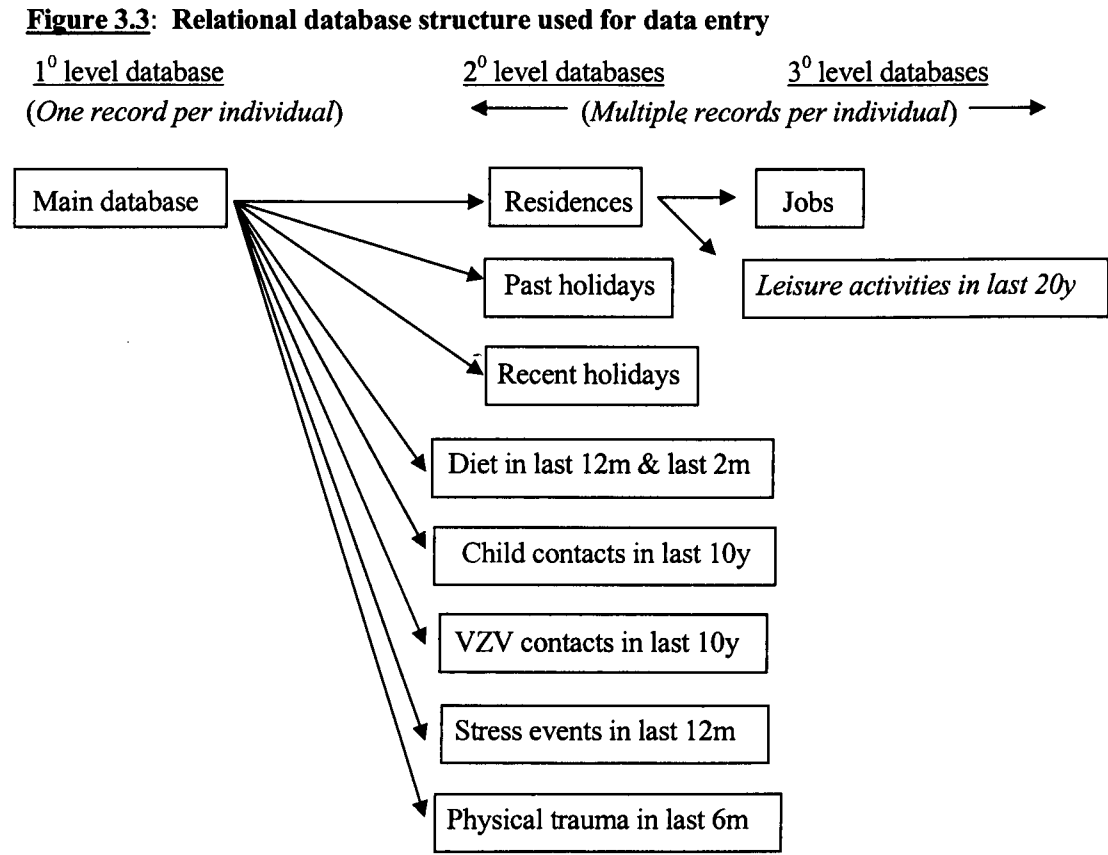 Figure 3.3: Relational database structure used for data entry
1⁰ level database 2⁰ level databases 3⁰ level databases
(One record per individual) (Multiple records per individual)
Main database Residences Jobs
Past holidays Leisure activities in last 20y
Recent holidays
Diet in last 12m & last 2m
Child contacts in last 10y
VZV contacts in last 10y
Stress events in last 12m
Physical trauma in last 6m